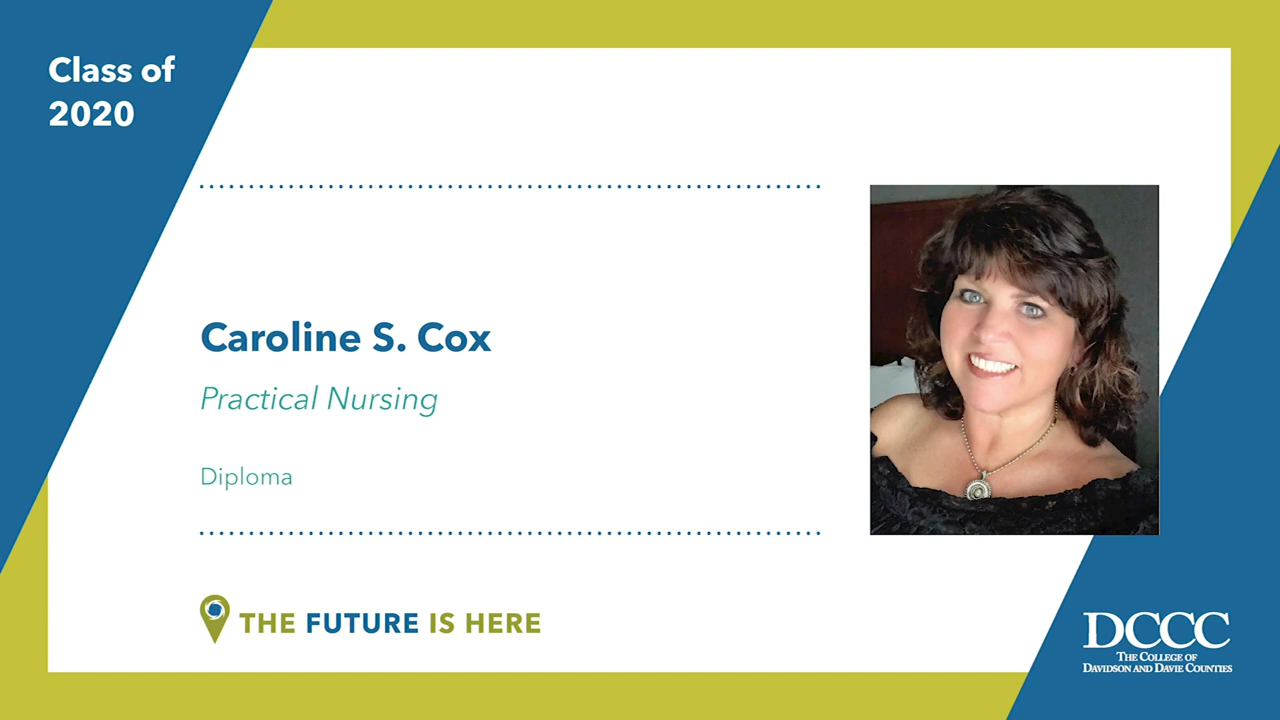 Class of
2020
Caroline S. Cox
Practical Nursing
Diploma
THE FUTURE IS HERE
DCCC
THE COLLEGE OF
DAVIDSON AND DAVIE COUNTIES